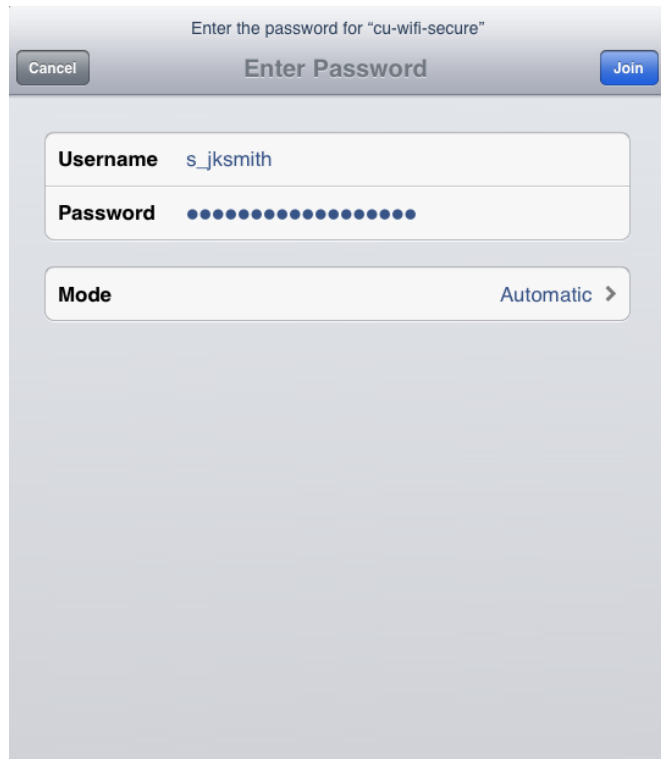 Enter the password for “cu-wifi-secure”
Cancel Enter Password Join
Username s_jksmith
Password ●●●●●●●●●●●●●●●●●●
Mode Automatic >